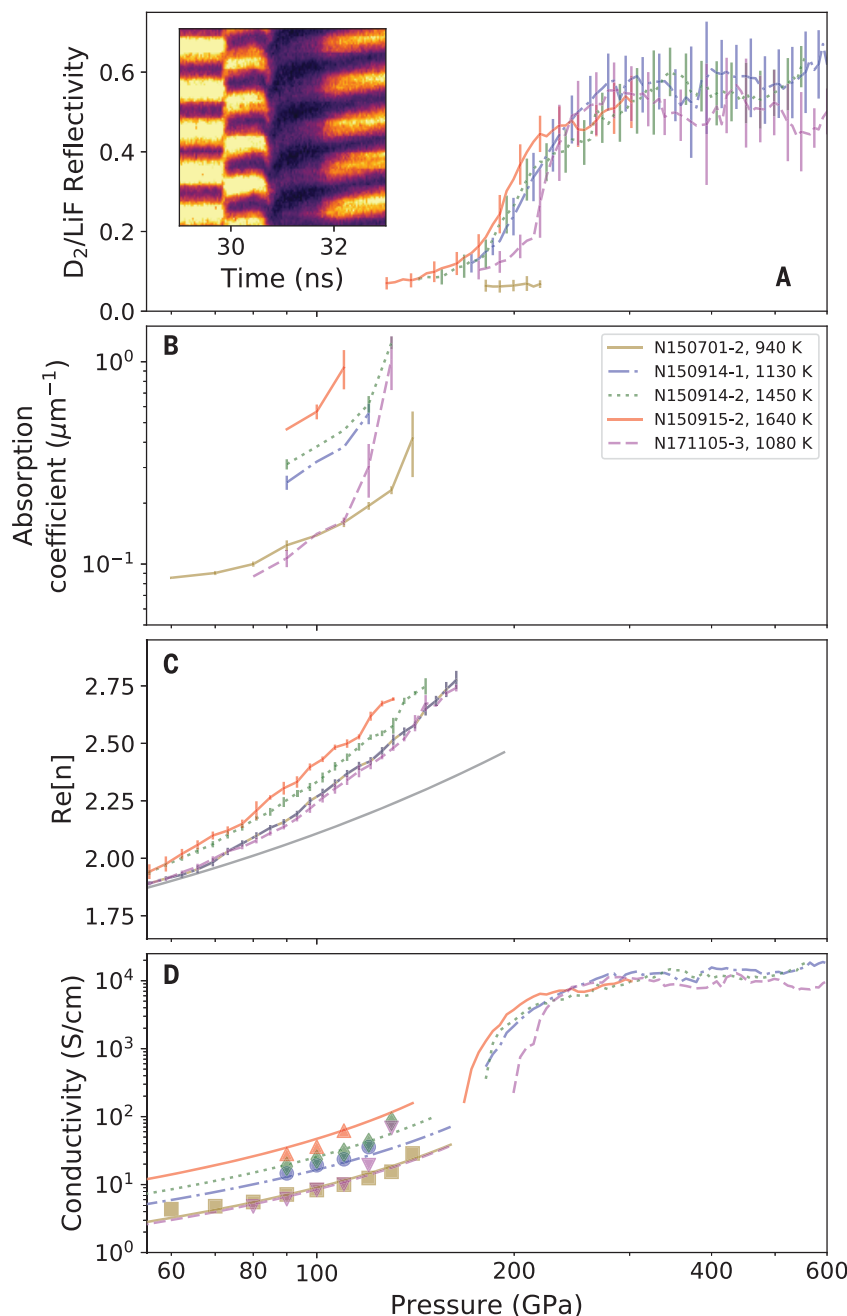 D₂/LiF Reflectivity
0.6
0.4
0.2
0.0
30
32
Time (ns)
A
B
Absorption
coefficient (μm⁻¹)
10⁰
10⁻¹
N150701-2, 940 K
N150914-1, 1130 K
N150914-2, 1450 K
N150915-2, 1640 K
N171105-3, 1080 K
C
Re[n]
2.75
2.50
2.25
2.00
1.75
D
Conductivity (S/cm)
10⁴
10³
10²
10¹
10⁰
60
80
100
200
400
600
Pressure (GPa)